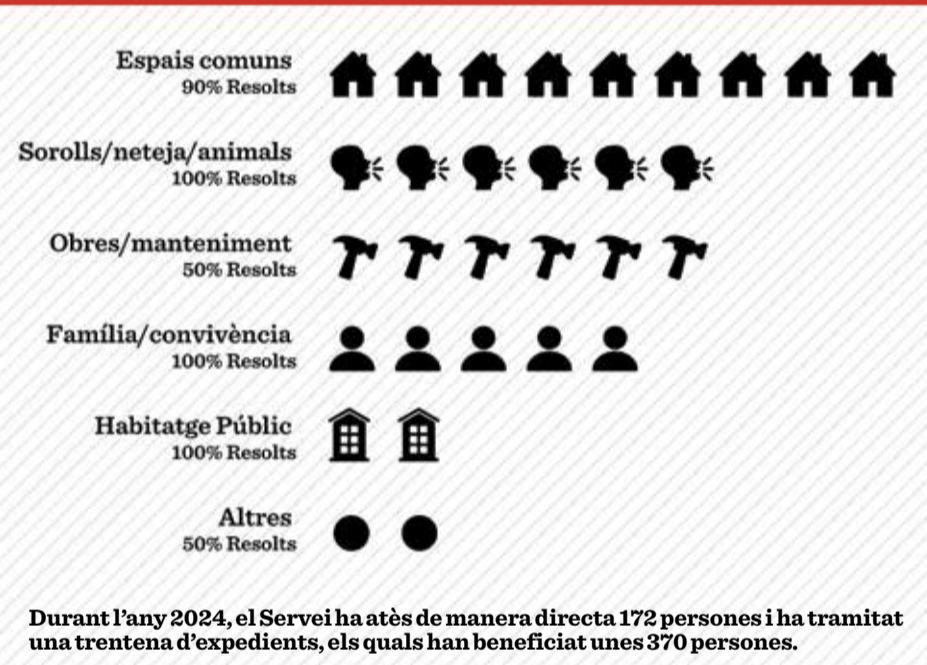 Espais comuns
90% Resolts
Sorolls/neteja/animals
100% Resolts
Obres/manteniment
50% Resolts
Família/convivència
100% Resolts
Habitatge Públic
100% Resolts
Altres
50% Resolts
Durant l'any 2024, el Servei ha atès de manera directa 172 persones i ha tramitat
una trentena d'expedients, els quals han beneficiat unes 370 persones.